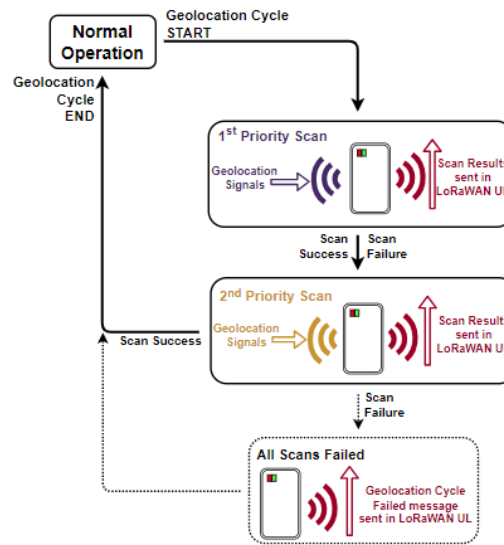 Normal
Operation
Geolocation Cycle
START
Geolocation
Cycle
END
1st Priority Scan
Geolocation
Signals
Scan Results
sent in
LoRaWAN UL
Scan
Success
Scan
Failure
2nd Priority Scan
Geolocation
Signals
Scan Results
sent in
LoRaWAN UL
Scan Success
Scan
Failure
All Scans Failed
Geolocation Cycle
Failed message
sent in LoRaWAN UL